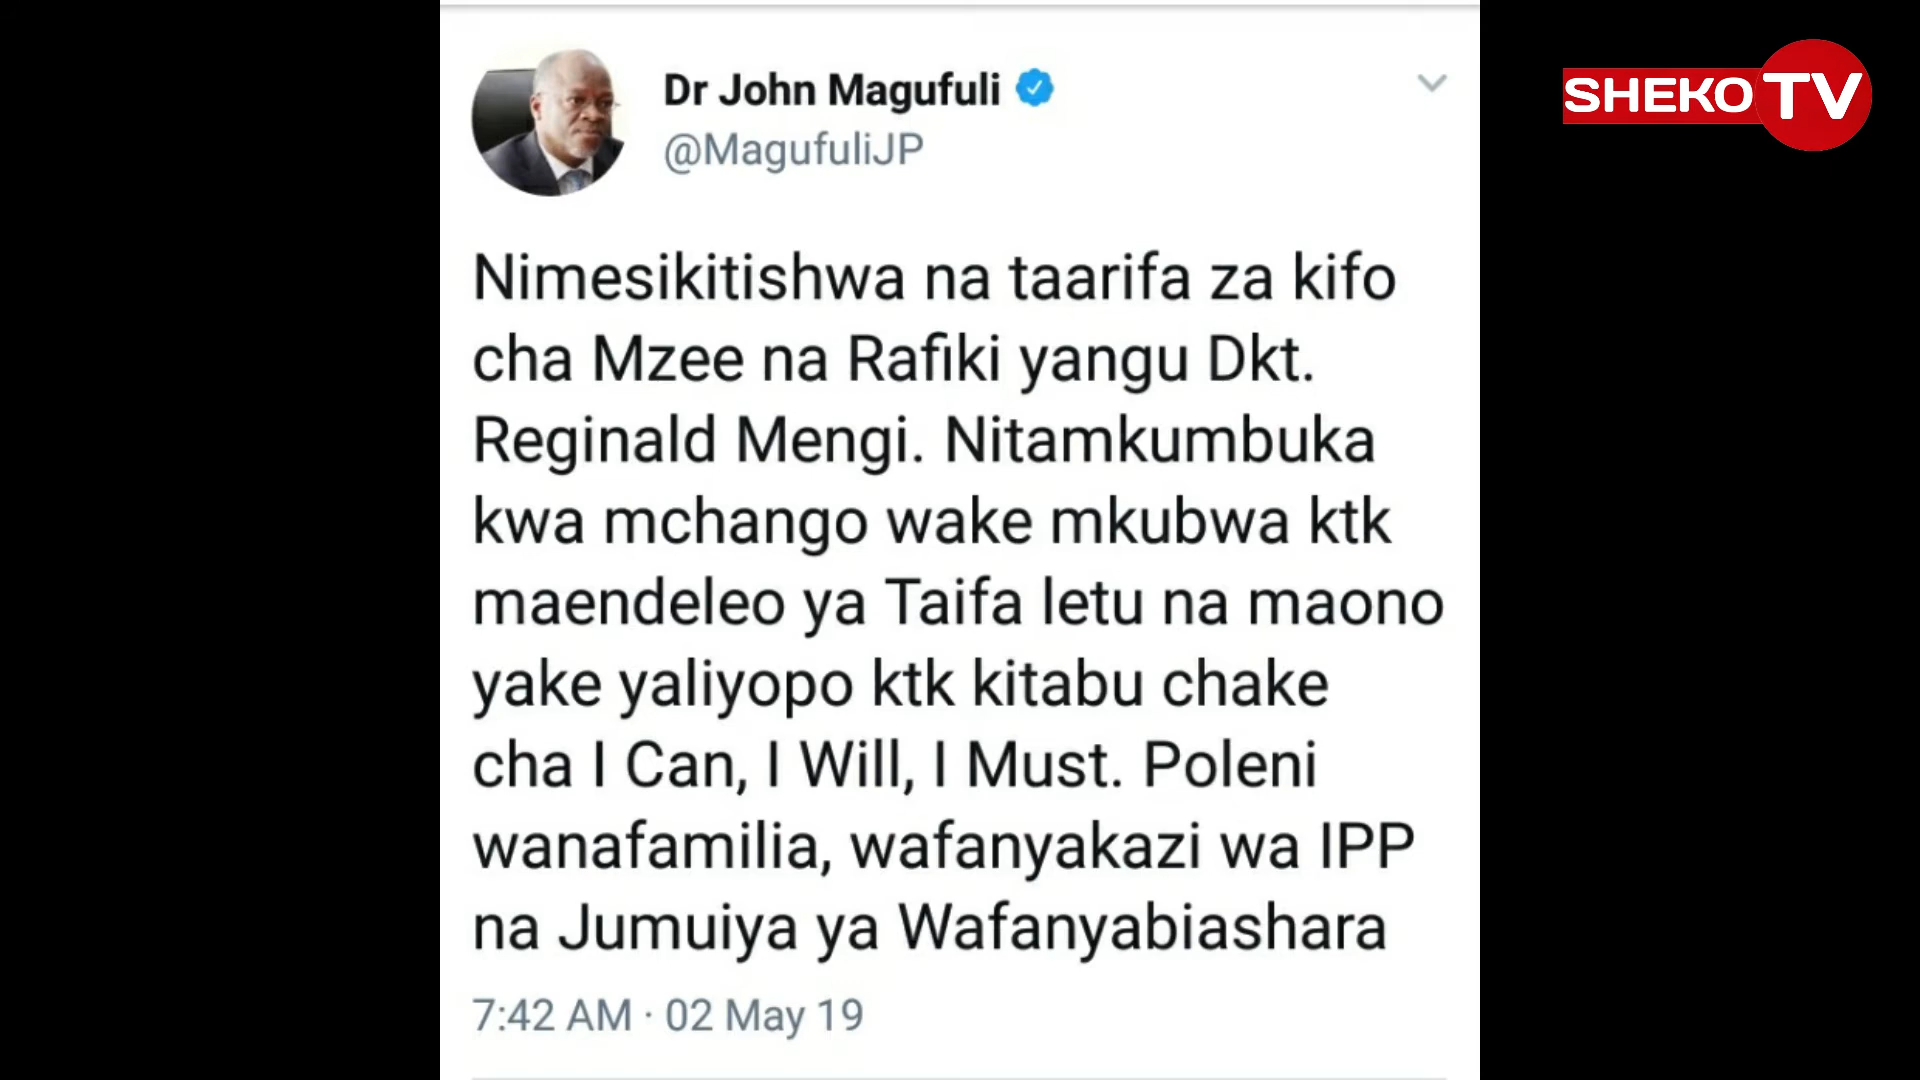 Dr John Magufuli
@MagufuliJP
SHEKO TV
Nimesikitishwa na taarifa za kifo
cha Mzee na Rafiki yangu Dkt.
Reginald Mengi. Nitamkumbuka
kwa mchango wake mkubwa ktk
maendeleo ya Taifa letu na maono
yake yaliyopo ktk kitabu chake
cha I Can, I Will, I Must. Poleni
wanafamilia, wafanyakazi wa IPP
na Jumuiya ya Wafanyabiashara
7:42 AM · 02 May 19